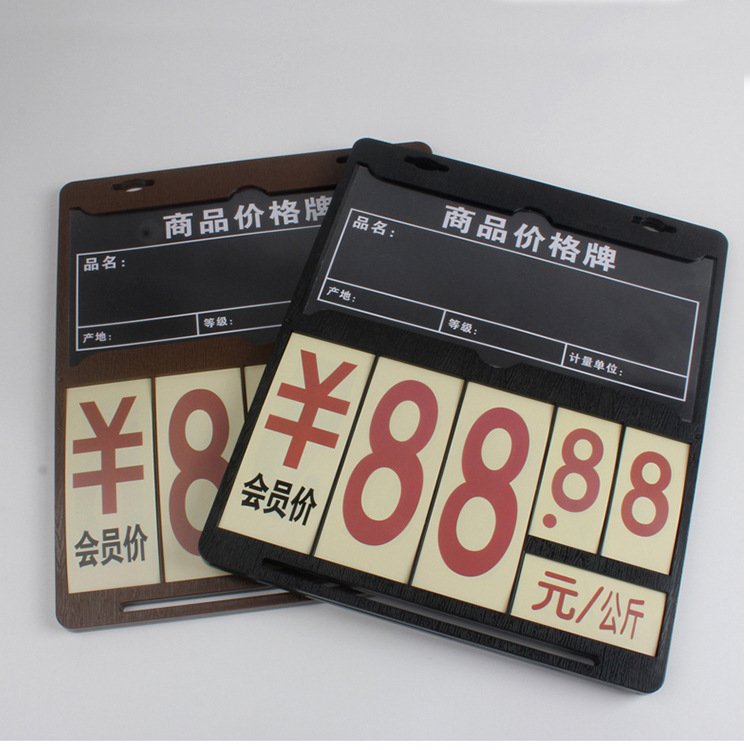 商品价格牌
品名：
产地：
等级：
¥ 8
会员价
商品价格牌
品名：
产地：
等级：
计量单位：
¥ 88.88
会员价
元/公斤